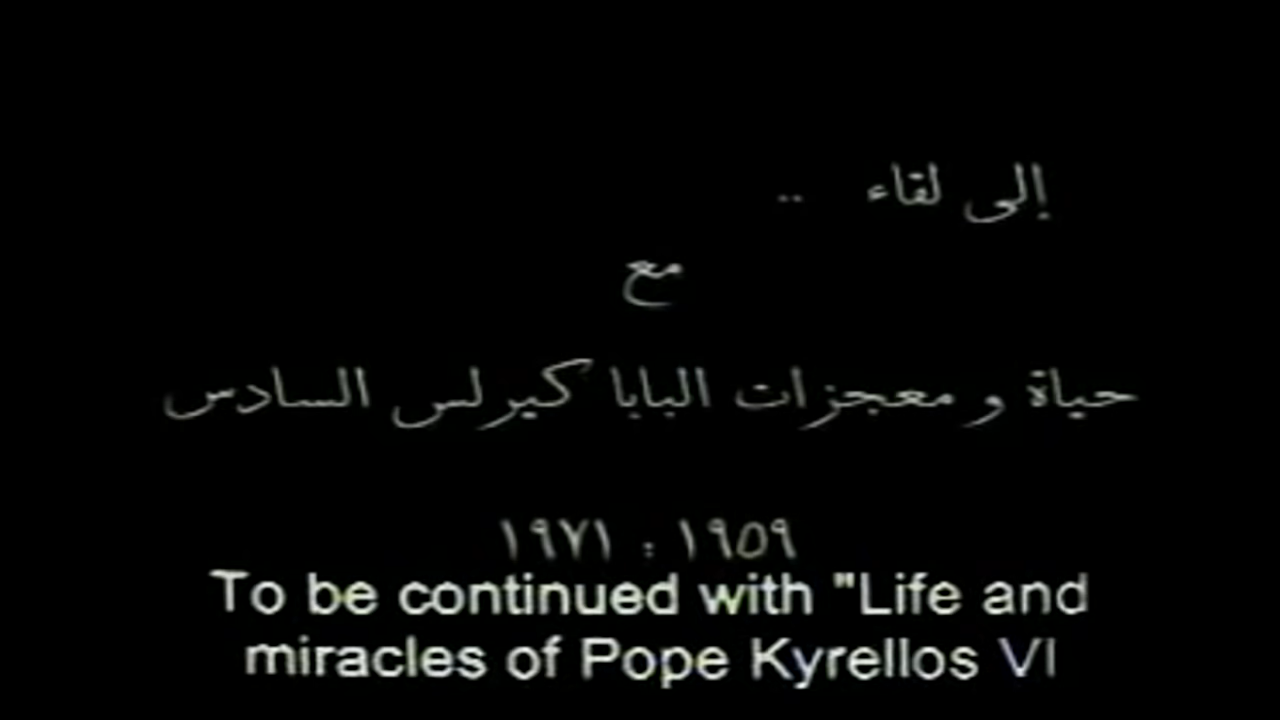 إلى لقاء ..
مع
حياة و معجزات البابا كيرلس السادس
١٩٥٩ : ١٩٧١
To be continued with "Life and
miracles of Pope Kyrellos VI